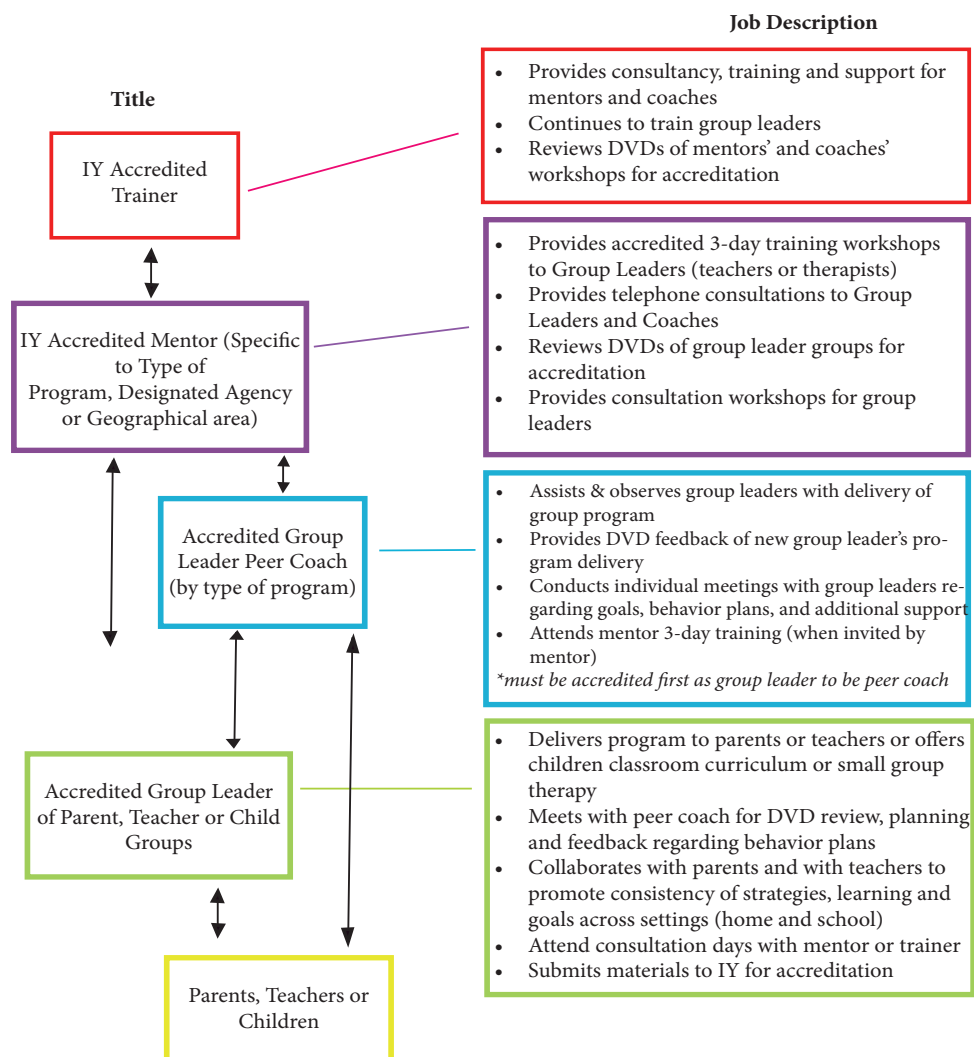 Job Description
Title
IY Accredited
Trainer
• Provides consultancy, training and support for
mentors and coaches
• Continues to train group leaders
• Reviews DVDs of mentors’ and coaches’
workshops for accreditation
IY Accredited Mentor (Specific
to Type of
Program, Designated Agency
or Geographical area)
• Provides accredited 3-day training workshops
to Group Leaders (teachers or therapists)
• Provides telephone consultations to Group
Leaders and Coaches
• Reviews DVDs of group leader groups for
accreditation
• Provides consultation workshops for group
leaders
Accredited Group
Leader Peer Coach
(by type of program)
• Assists & observes group leaders with delivery of
group program
• Provides DVD feedback of new group leader’s pro-
gram delivery
• Conducts individual meetings with group leaders re-
garding goals, behavior plans, and additional support
• Attends mentor 3-day training (when invited by
mentor)
*must be accredited first as group leader to be peer coach
Accredited Group Leader
of Parent, Teacher or Child
Groups
• Delivers program to parents or teachers or offers
children classroom curriculum or small group
therapy
• Meets with peer coach for DVD review, planning
and feedback regarding behavior plans
• Collaborates with parents and with teachers to
promote consistency of strategies, learning and
goals across settings (home and school)
• Attend consultation days with mentor or trainer
• Submits materials to IY for accreditation
Parents, Teachers or
Children